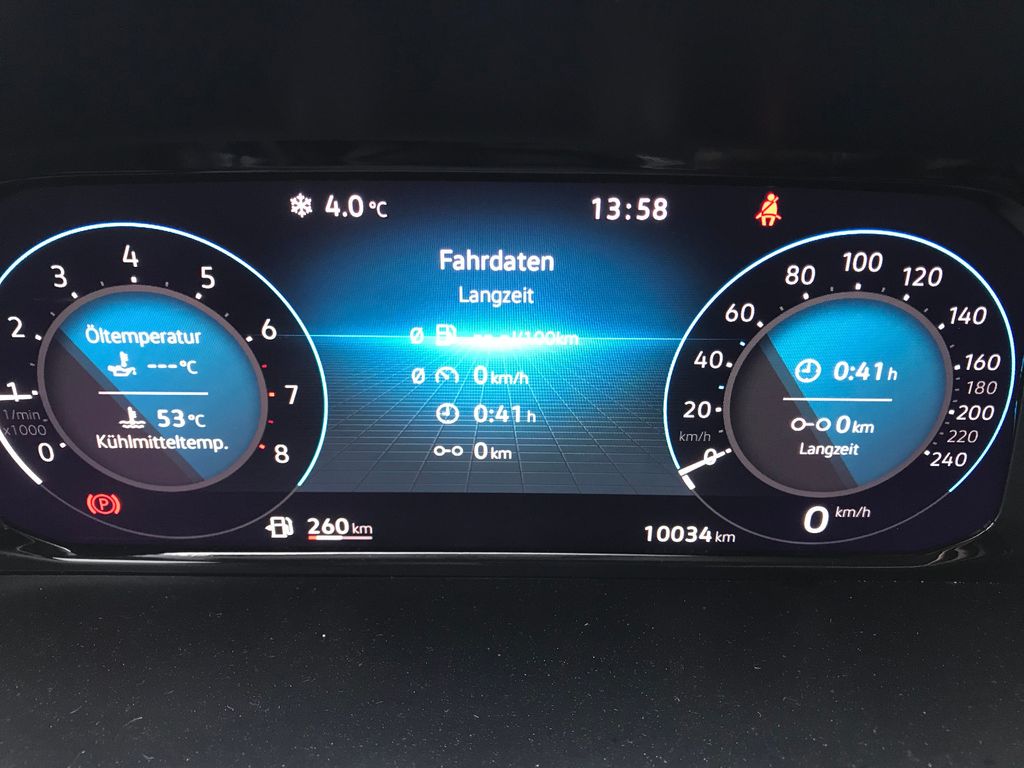 4.0 °C
13:58
Fahrdaten
Langzeit
Ø l/100km
Ø 0 km/h
0:41 h
0 km
0
1
2
3
4
5
6
7
8
1/min
x1000
Öltemperatur
--- °C
53 °C
Kühlmitteltemp.
P
260 km
0
20
40
60
80
100
120
140
160
180
200
220
240
km/h
0:41 h
0 km
Langzeit
0 km/h
10034 km